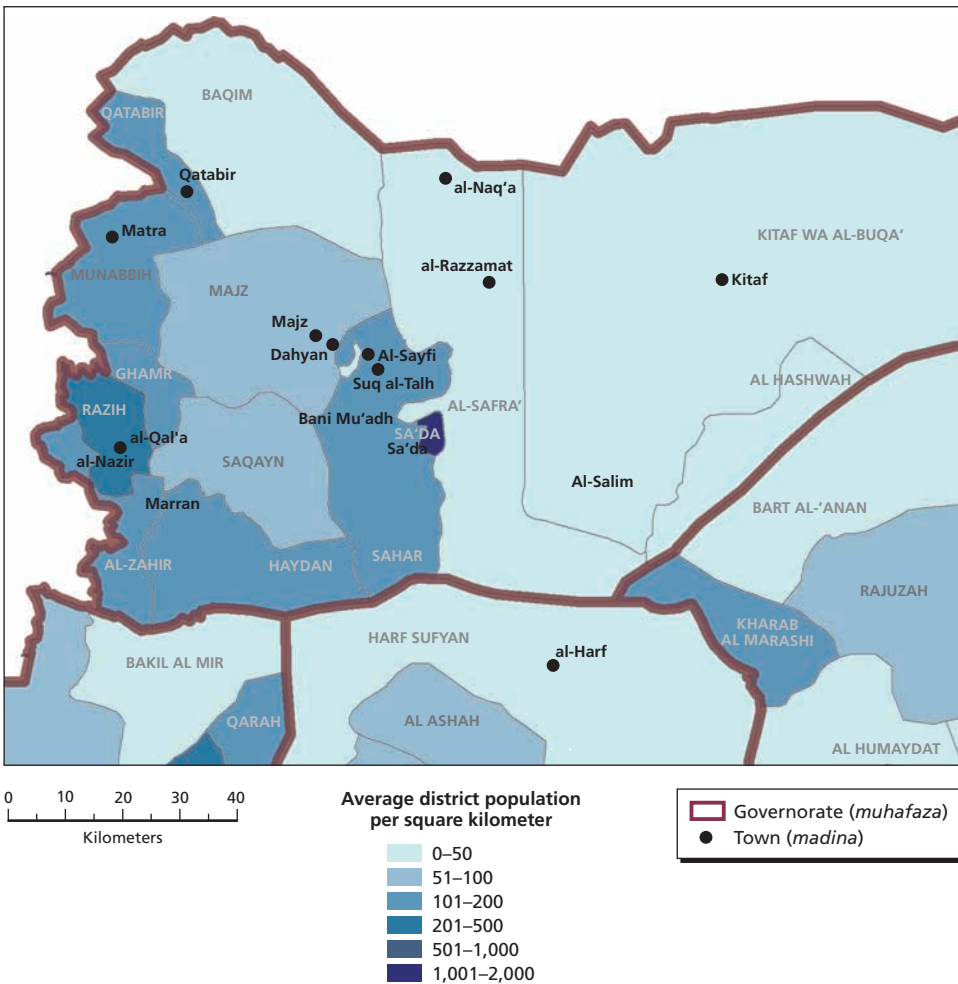 BAQIM
QATABIR
Qatabir
al-Naq‘a
Matra
KITAF WA AL-BUQA’
al-Razzamat
MUNABBIH
Kitaf
MAJZ
Majz
Dahyan
Al-Sayfi
Suq al-Talh
GHAMR
AL HASHWAH
RAZIH
AL-SAFRA’
Bani Mu‘adh
al-Qal‘a
SA‘DA
Sa‘da
al-Nazir
SAQAYN
Al-Salim
Marran
BART AL-‘ANAN
AL-ZAHIR
HAYDAN
SAHAR
RAJUZAH
KHARAB
AL MARASHI
HARF SUFYAN
al-Harf
BAKIL AL MIR
QARAH
AL ASHAH
AL HUMAYDAT
0 10 20 30 40
Kilometers
Average district population
per square kilometer
0–50
51–100
101–200
201–500
501–1,000
1,001–2,000
Governorate (muhafaza)
Town (madina)